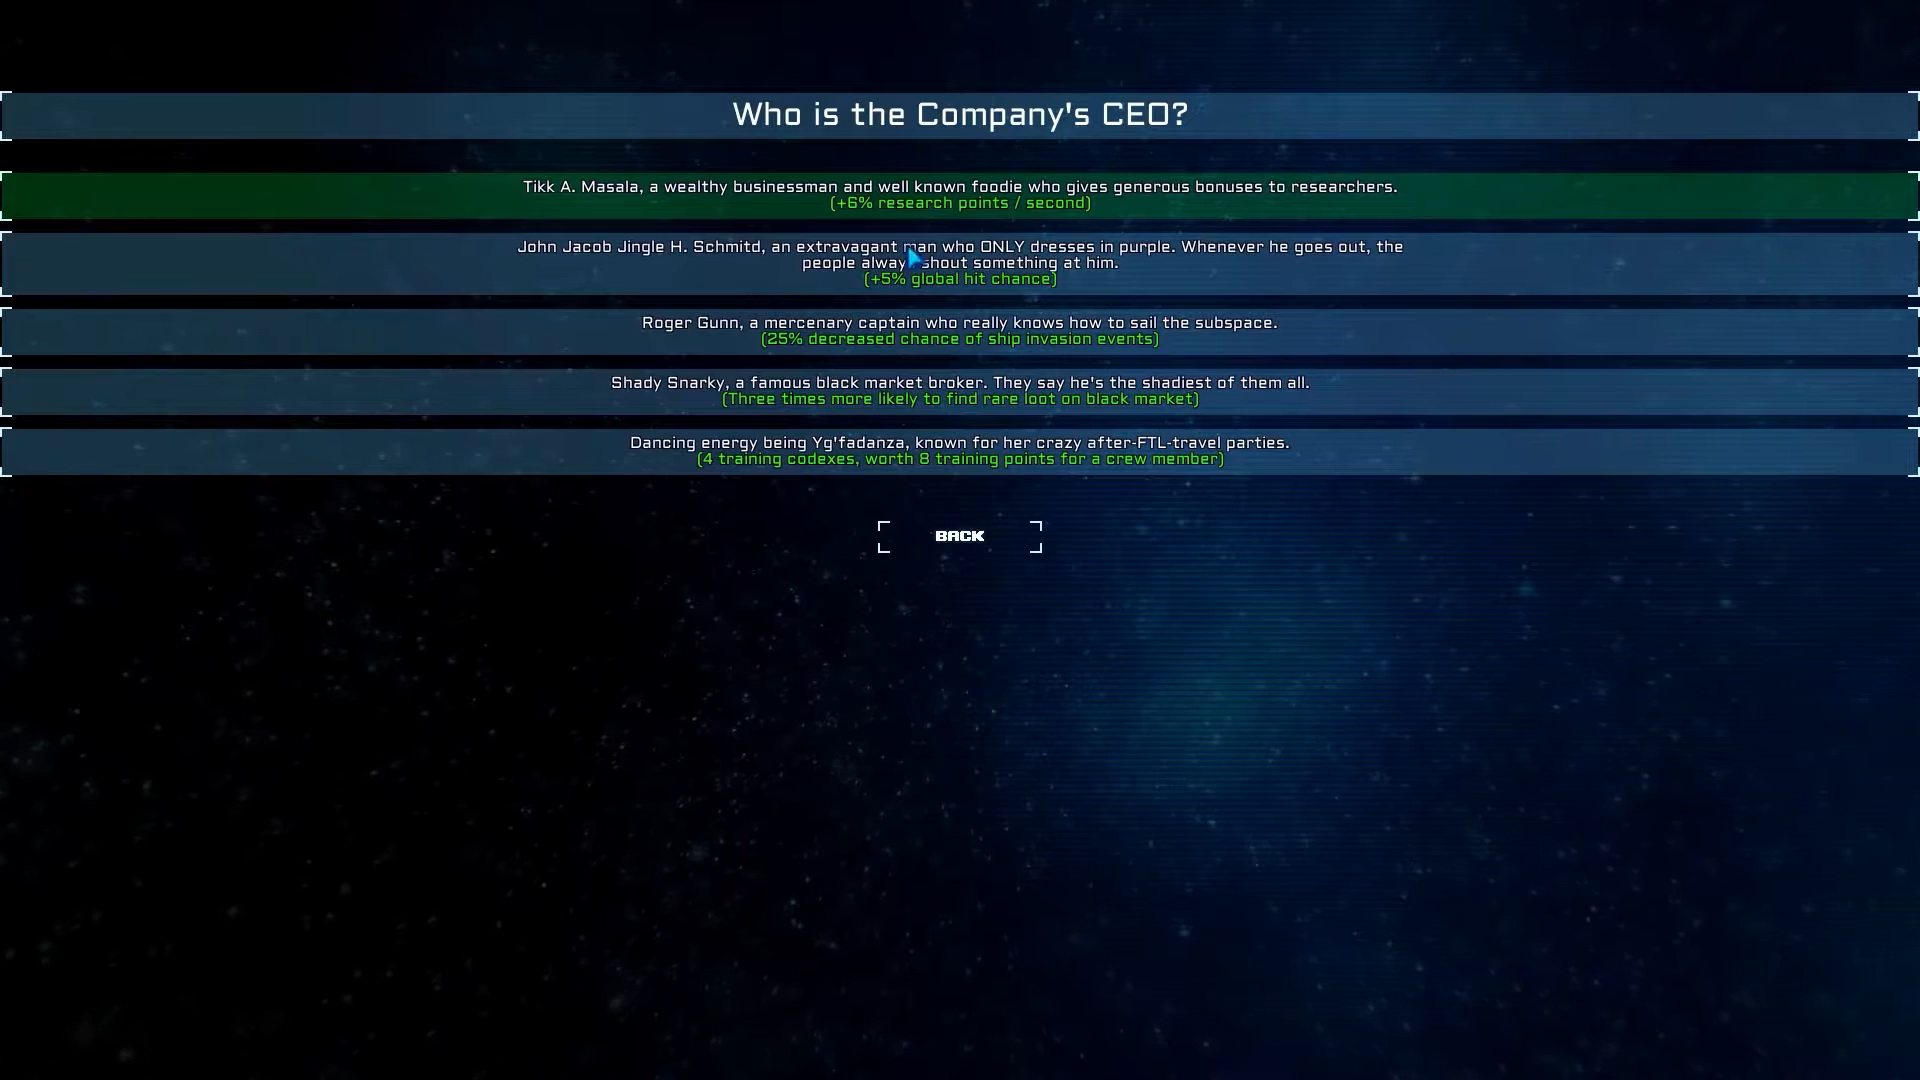 Who is the Company's CEO?
Tikk A. Masala, a wealthy businessman and well known foodie who gives generous bonuses to researchers.
(+6% research points / second)
John Jacob Jingle H. Schmitd, an extravagant man who ONLY dresses in purple. Whenever he goes out, the
people alway shout something at him.
(+5% global hit chance)
Roger Gunn, a mercenary captain who really knows how to sail the subspace.
(25% decreased chance of ship invasion events)
Shady Snarky, a famous black market broker. They say he's the shadiest of them all.
(Three times more likely to find rare loot on black market)
Dancing energy being Yg'fadanza, known for her crazy after-FTL-travel parties.
(4 training codexes, worth 8 training points for a crew member)
BACK